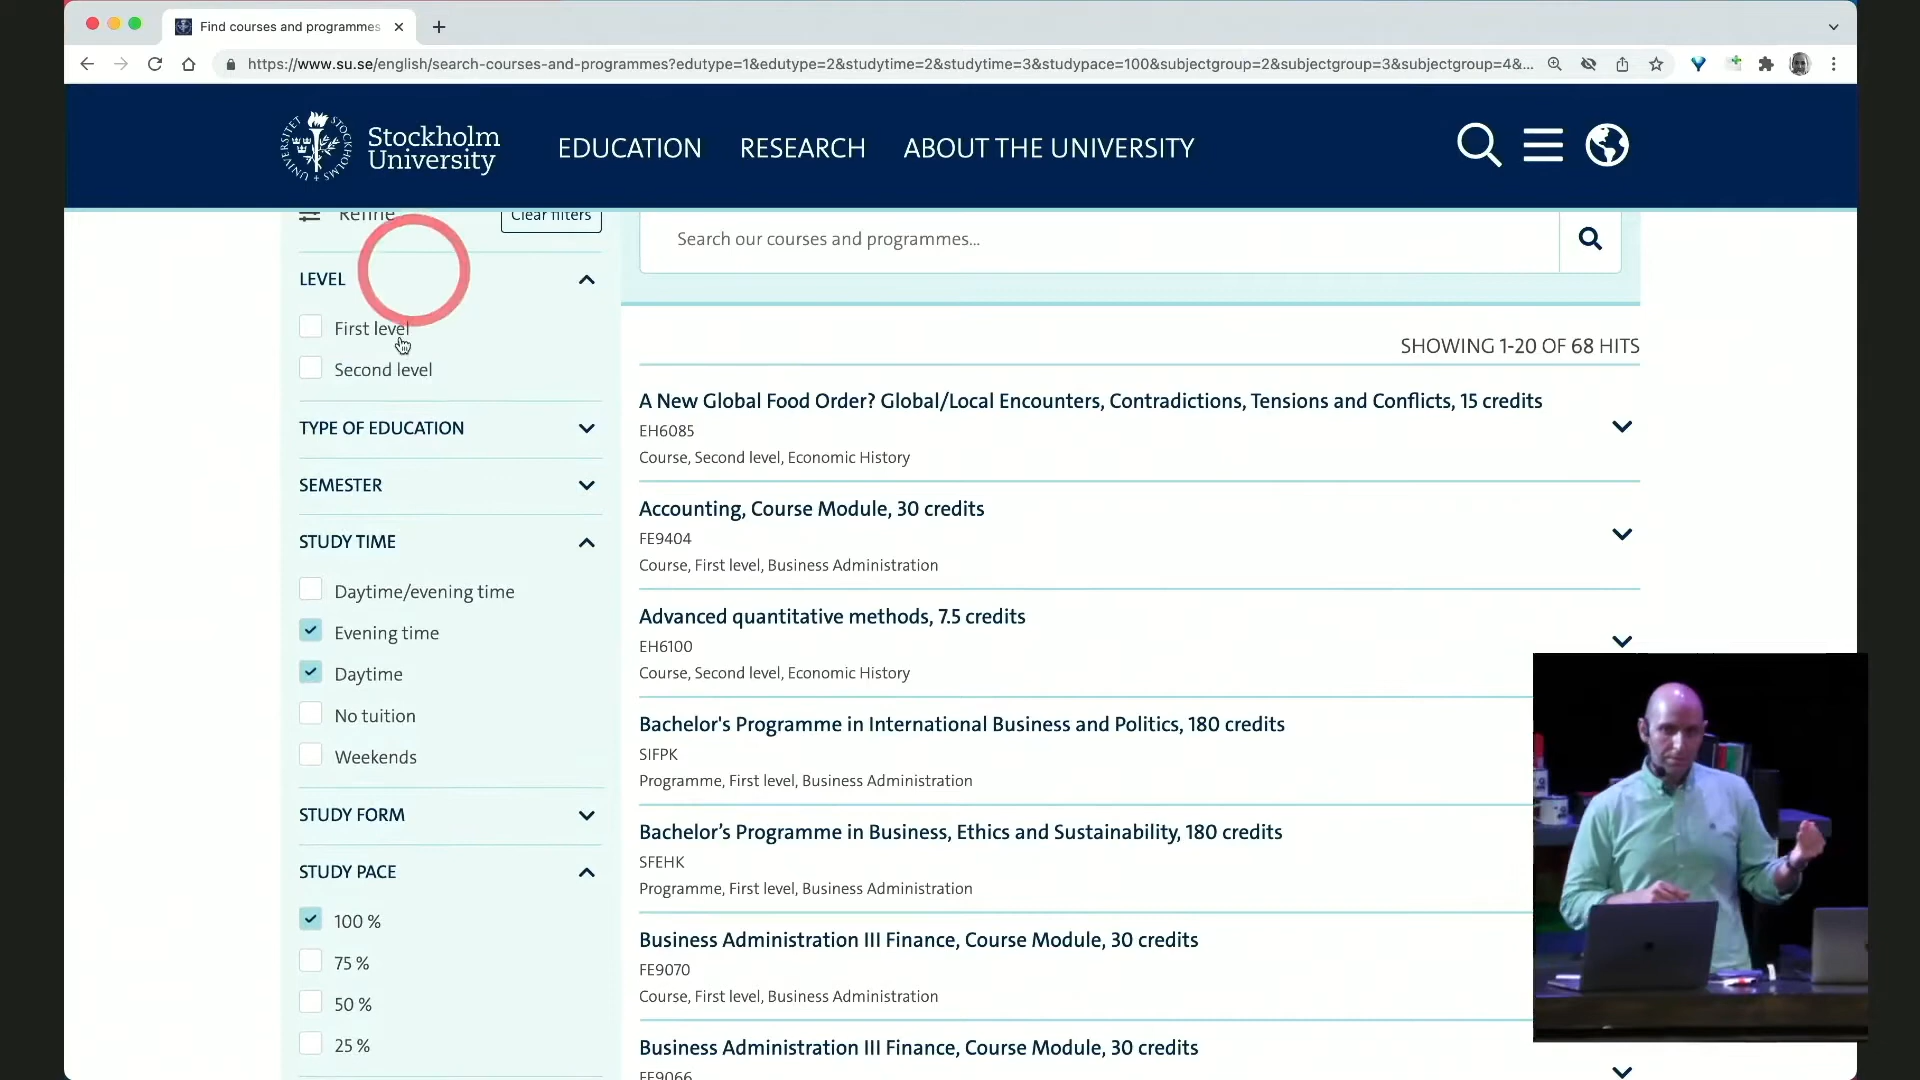 Find courses and programmes
https://www.su.se/english/search-courses-and-programmes?edutype=1&edutype=2&studytime=2&studytime=3&studypace=100&subjectgroup=2&subjectgroup=3&subjectgroup=4&...
Stockholm
University
EDUCATION
RESEARCH
ABOUT THE UNIVERSITY
Refine
Clear filters
LEVEL
First level
Second level
TYPE OF EDUCATION
SEMESTER
STUDY TIME
Daytime/evening time
Evening time
Daytime
No tuition
Weekends
STUDY FORM
STUDY PACE
100 %
75 %
50 %
25 %
Search our courses and programmes...
SHOWING 1-20 OF 68 HITS
A New Global Food Order? Global/Local Encounters, Contradictions, Tensions and Conflicts, 15 credits
EH6085
Course, Second level, Economic History
Accounting, Course Module, 30 credits
FE9404
Course, First level, Business Administration
Advanced quantitative methods, 7.5 credits
EH6100
Course, Second level, Economic History
Bachelor's Programme in International Business and Politics, 180 credits
SIFPK
Programme, First level, Business Administration
Bachelor’s Programme in Business, Ethics and Sustainability, 180 credits
SFEHK
Programme, First level, Business Administration
Business Administration III Finance, Course Module, 30 credits
FE9070
Course, First level, Business Administration
Business Administration III Finance, Course Module, 30 credits
FE9066